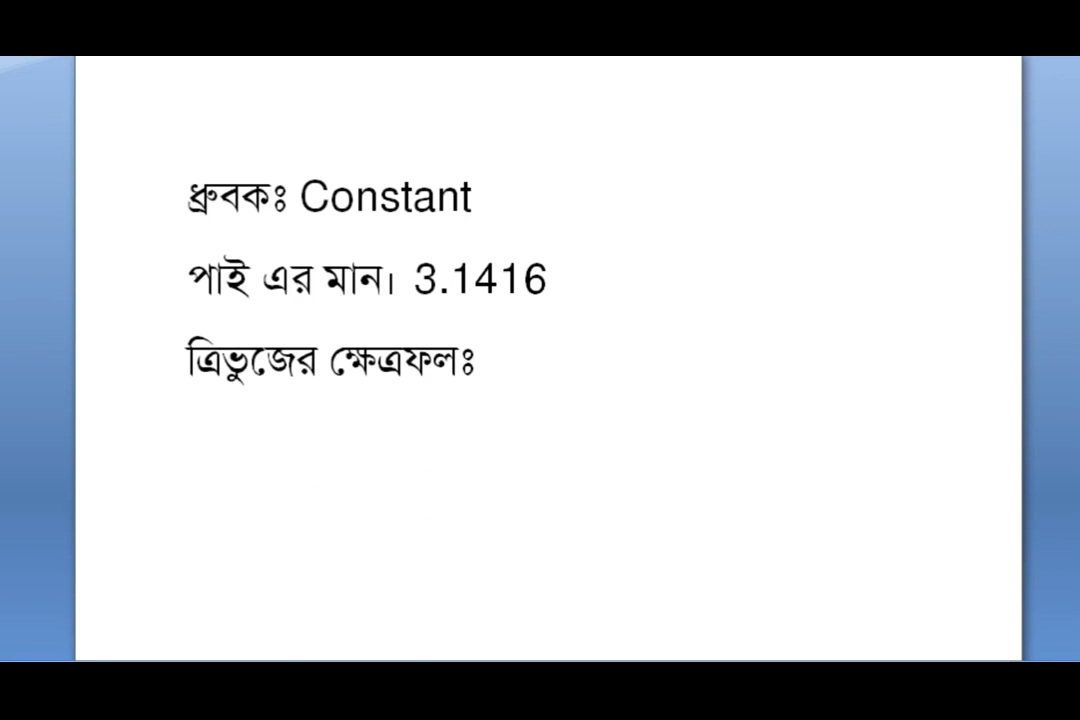 ধ্রুবকঃ Constant
পাই এর মান। 3.1416
ত্রিভুজের ক্ষেত্রফলঃ